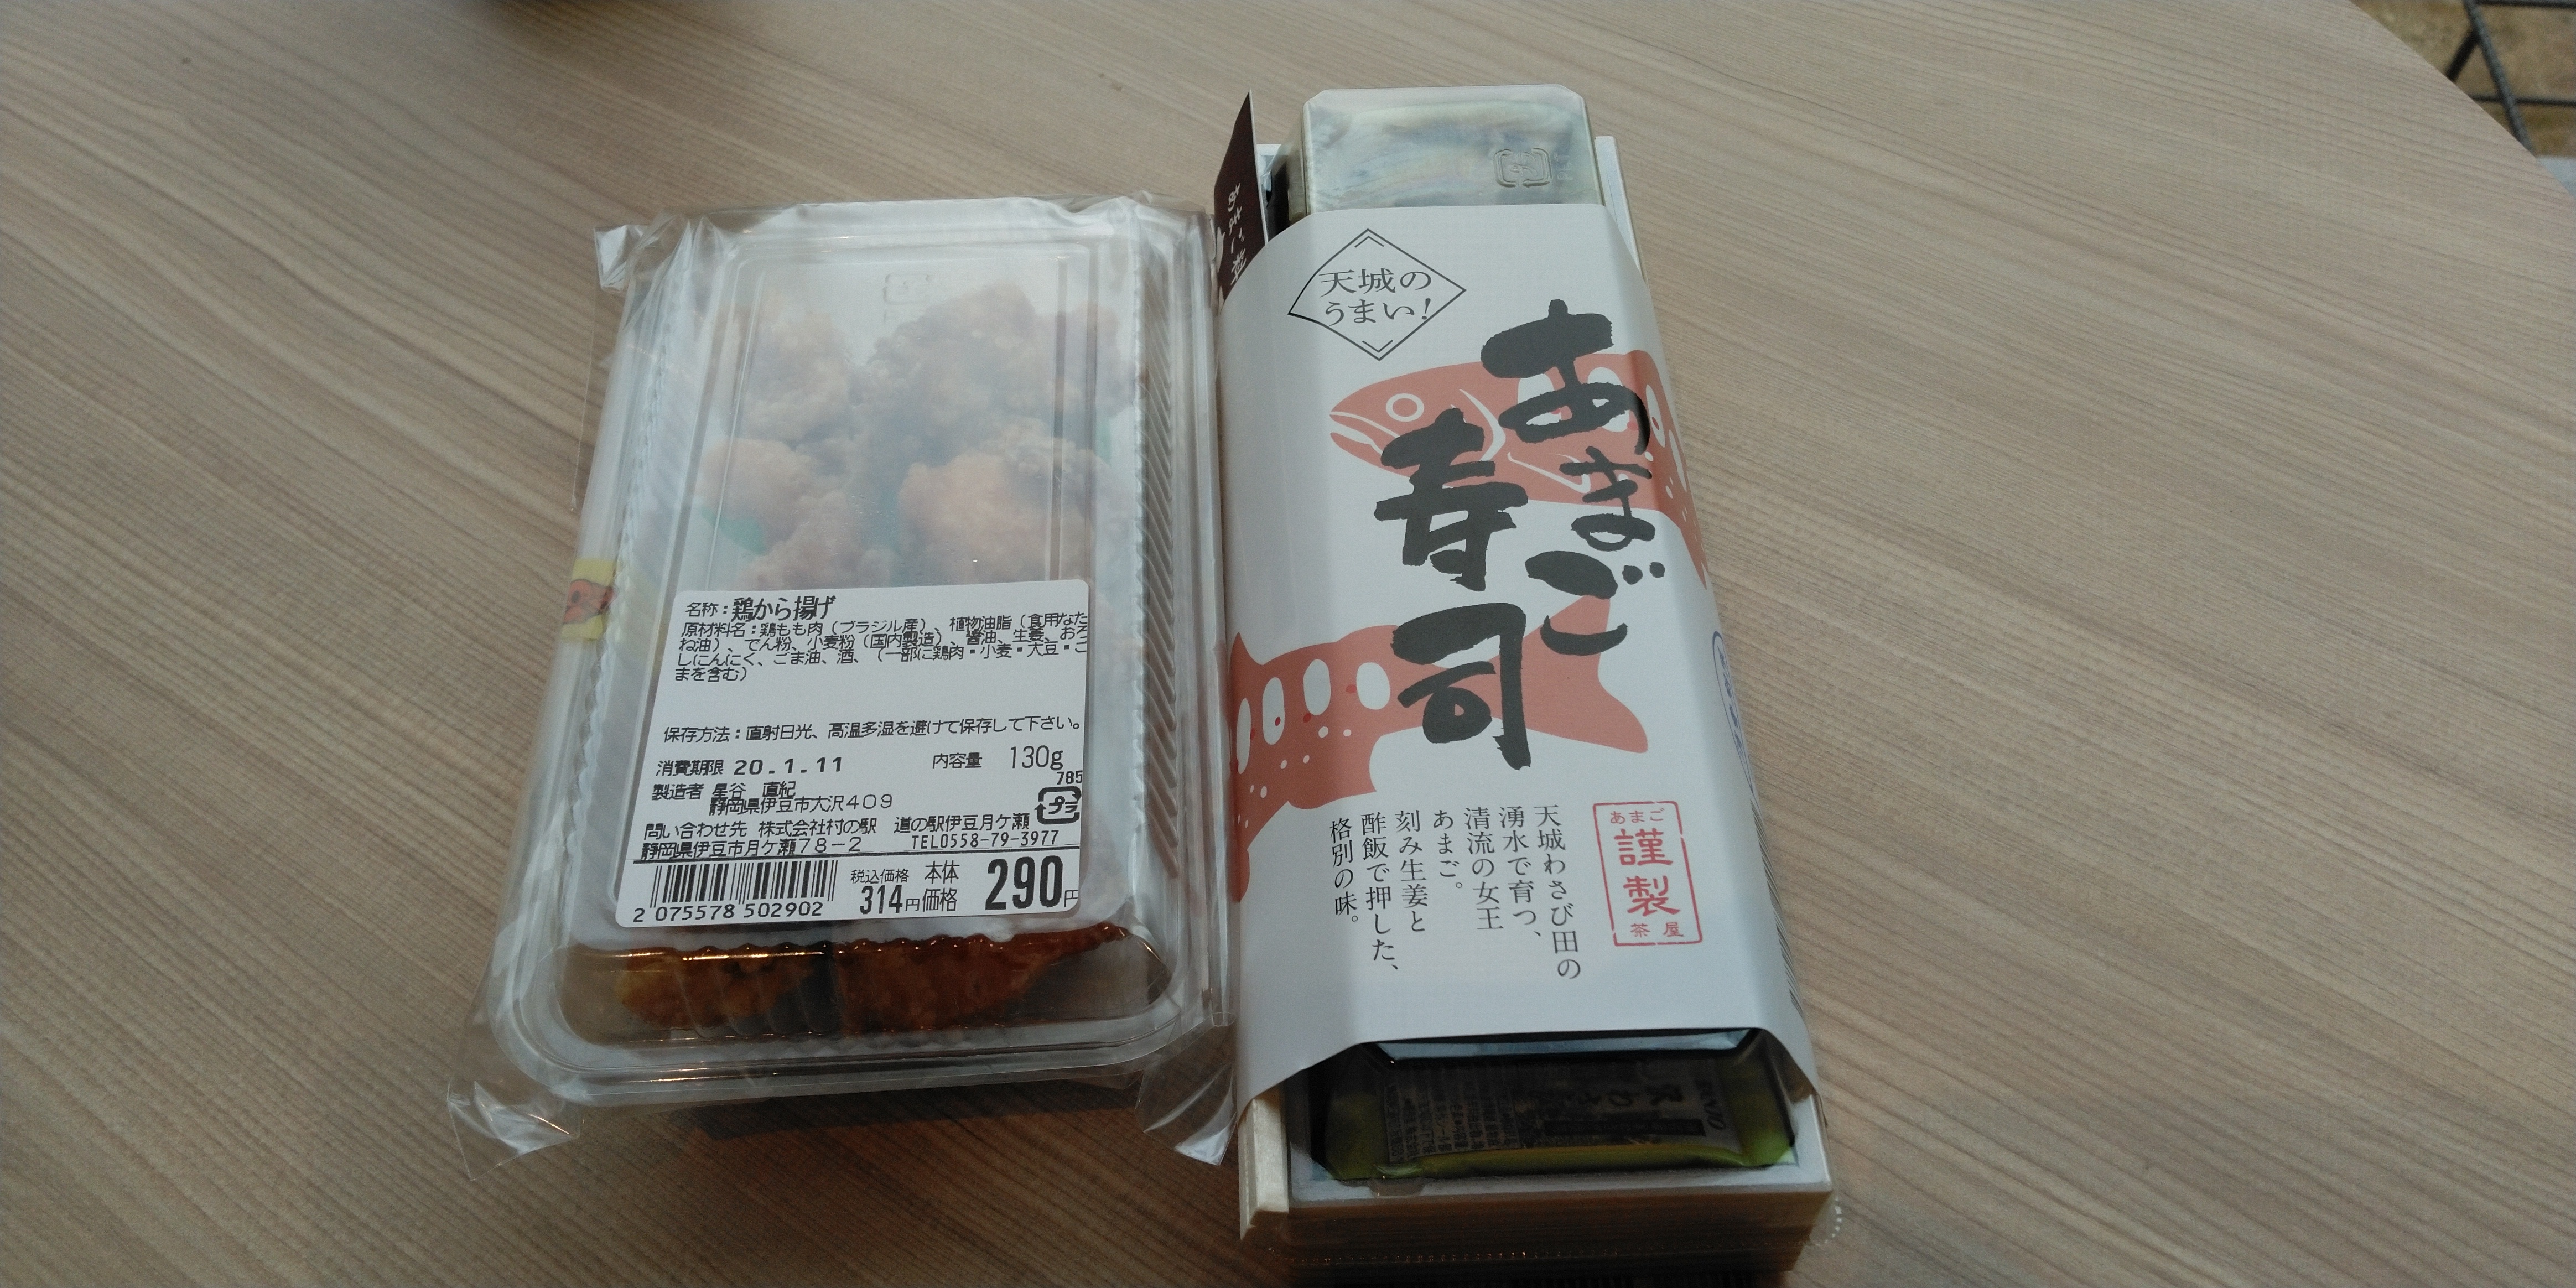 名称：鶏から揚げ
原材料名：鶏もも肉（ブラジル産）、植物油脂（食用なた
ね油）、でん粉、小麦粉（国内製造）、醤油、生姜、おろ
しにんにく、ごま油、酒、（一部に鶏肉・小麦・大豆・ご
まを含む）
保存方法：直射日光、高温多湿を避けて保存して下さい。
消費期限 20.1.11 内容量 130g
785
製造者 星谷 直紀
静岡県伊豆市大沢409
プラ
問い合わせ先 株式会社村の駅 道の駅伊豆月ケ瀬
静岡県伊豆市月ケ瀬78-2 TEL0558-79-3977
税込価格 314円
本体価格 290円
2 075578 502902
天城の
うまい！
あまご
寿司
あまご
謹製
茶屋
天城わさび田の
湧水で育つ、
清流の女王
あまご。
刻み生姜と
酢飯で押した、
格別の味。